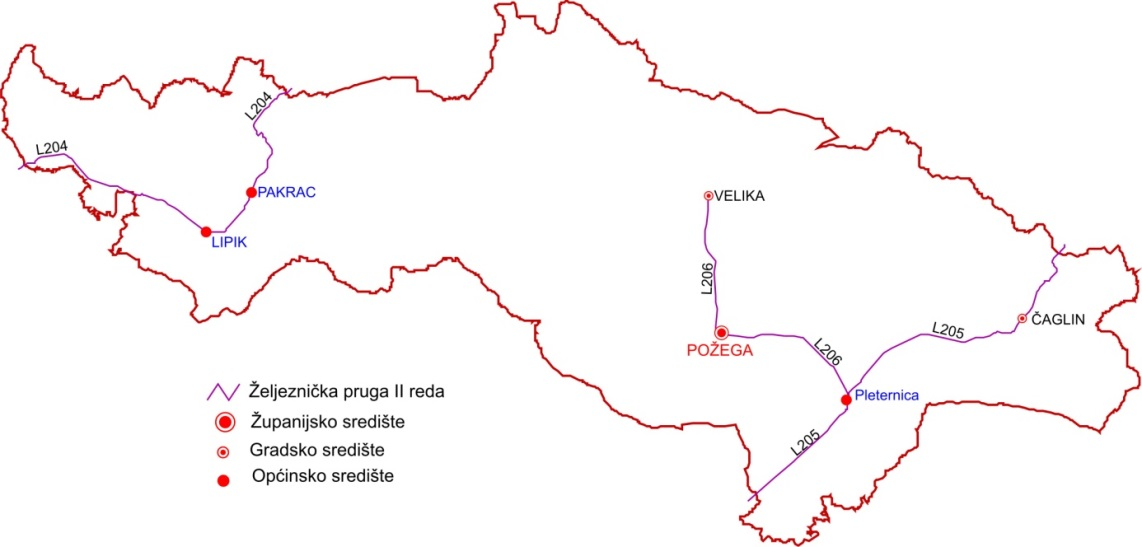 L204
L204
PAKRAC
LIPIK
VELIKA
L206
POŽEGA
L206
L205
ČAGLIN
Pleternica
L205
Željeznička pruga II reda
Županijsko središte
Gradsko središte
Općinsko središte